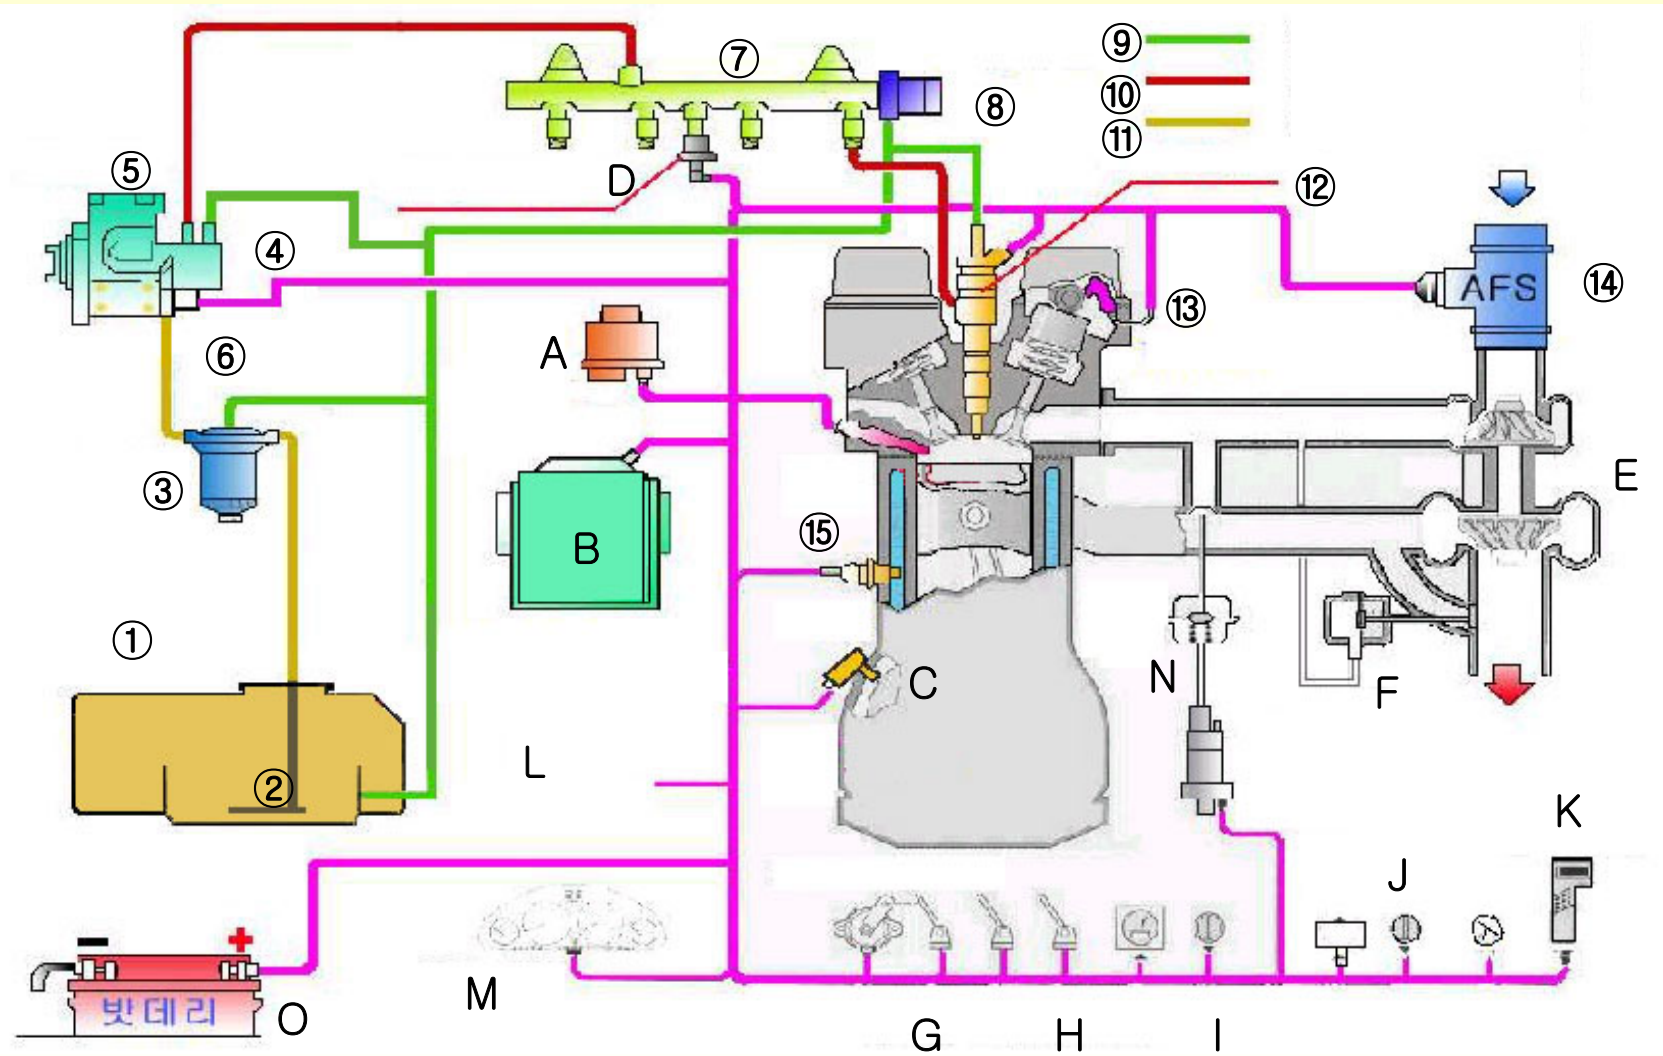 ⑦
⑨
⑧
⑩
⑪
⑤
D
⑫
④
AFS
⑭
⑬
⑥
A
③
E
B
⑮
①
N
C
F
L
②
K
J
M
밧데리
O
G
H
I